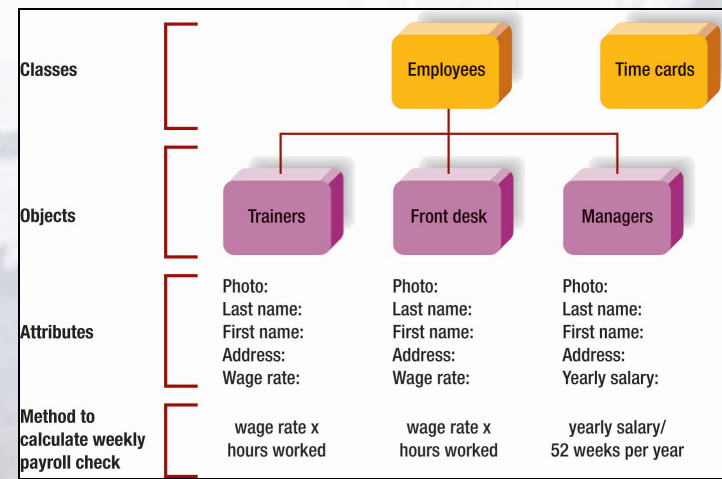 Classes
Employees
Time cards
Objects
Trainers
Front desk
Managers
Attributes
Photo:
Last name:
First name:
Address:
Wage rate:
Photo:
Last name:
First name:
Address:
Wage rate:
Photo:
Last name:
First name:
Address:
Yearly salary:
Method to
calculate weekly
payroll check
wage rate x
hours worked
wage rate x
hours worked
yearly salary/
52 weeks per year